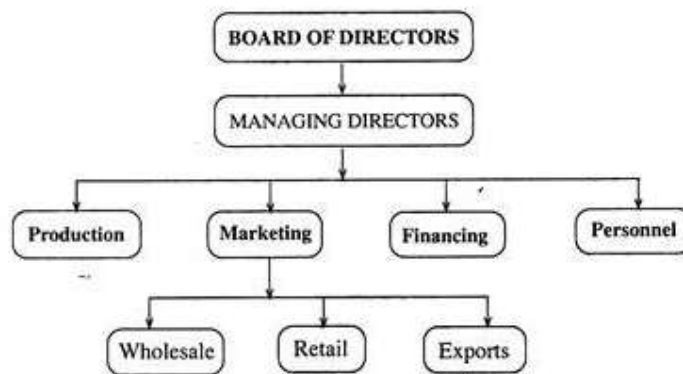 BOARD OF DIRECTORS
MANAGING DIRECTORS
Production
Marketing
Financing
Personnel
Wholesale
Retail
Exports